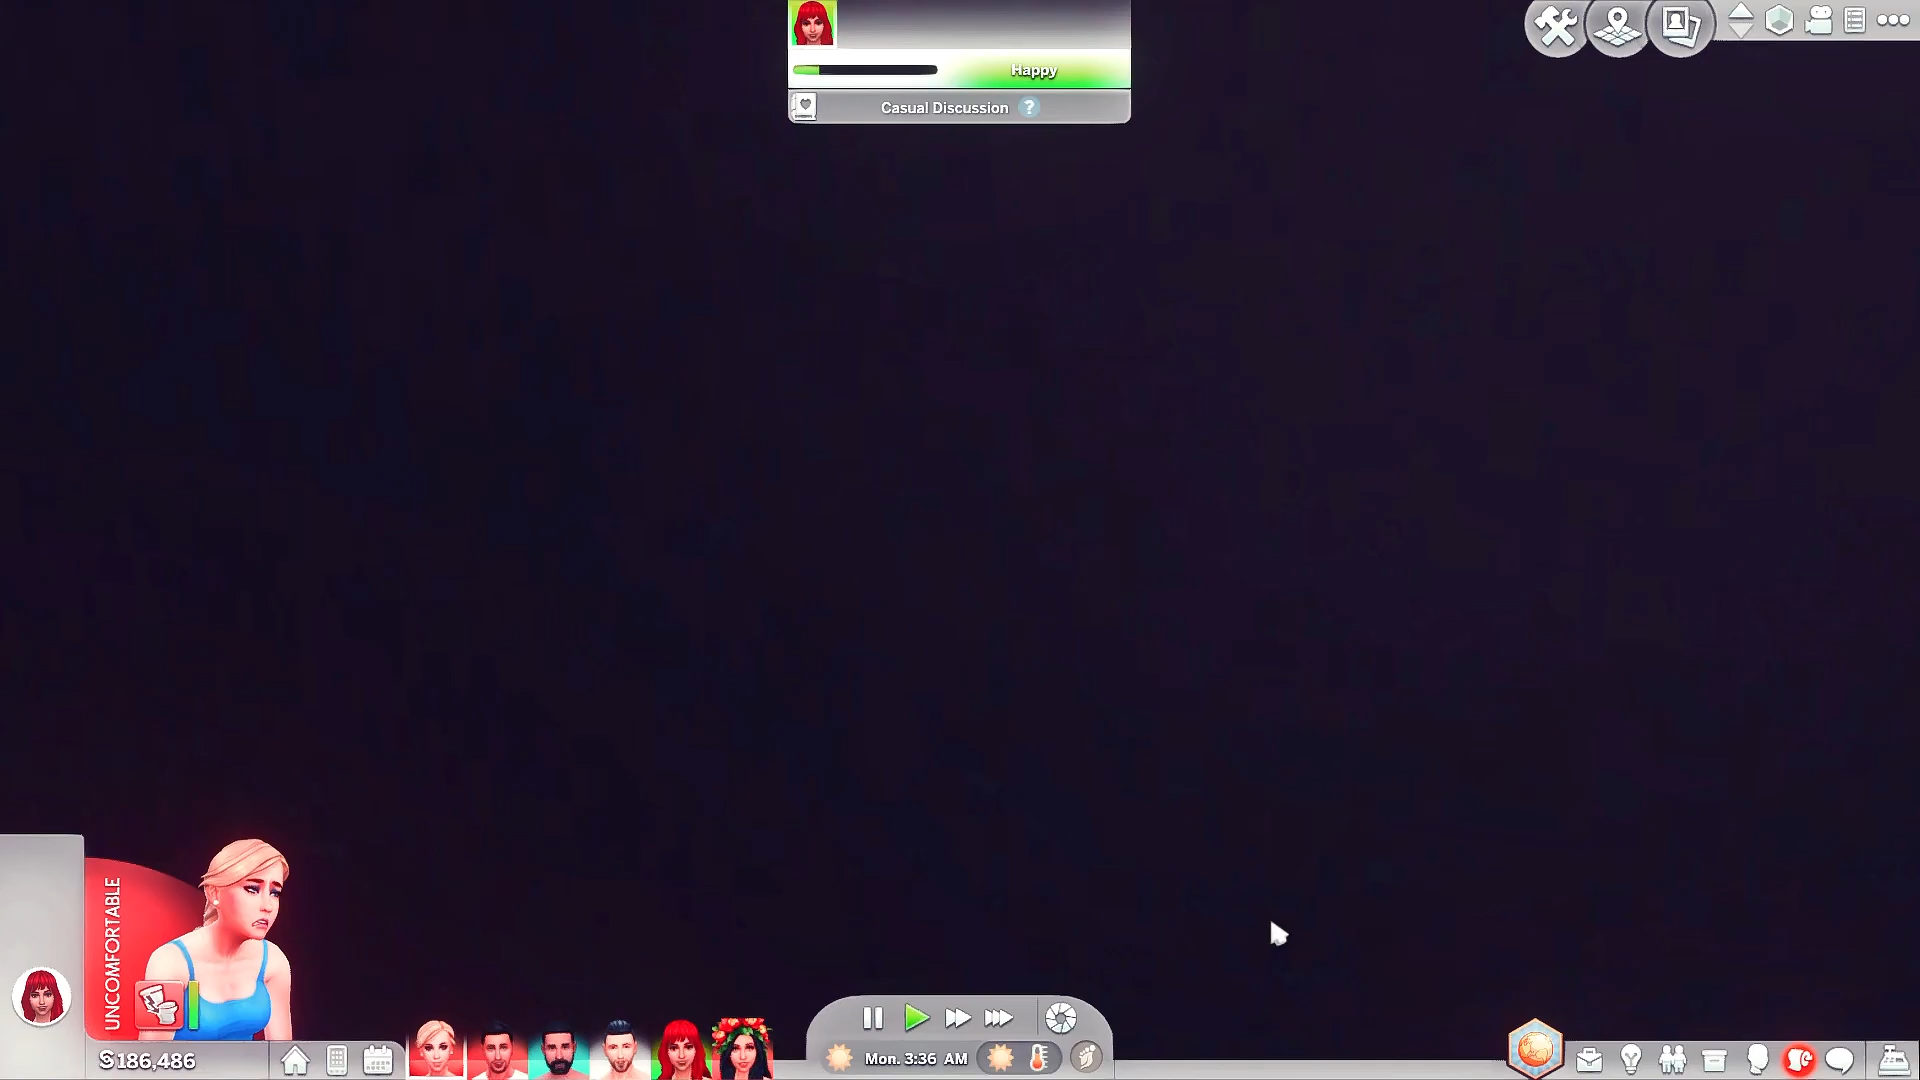 Happy
Casual Discussion ?
UNCOMFORTABLE
§186,486
Mon. 3:36 AM